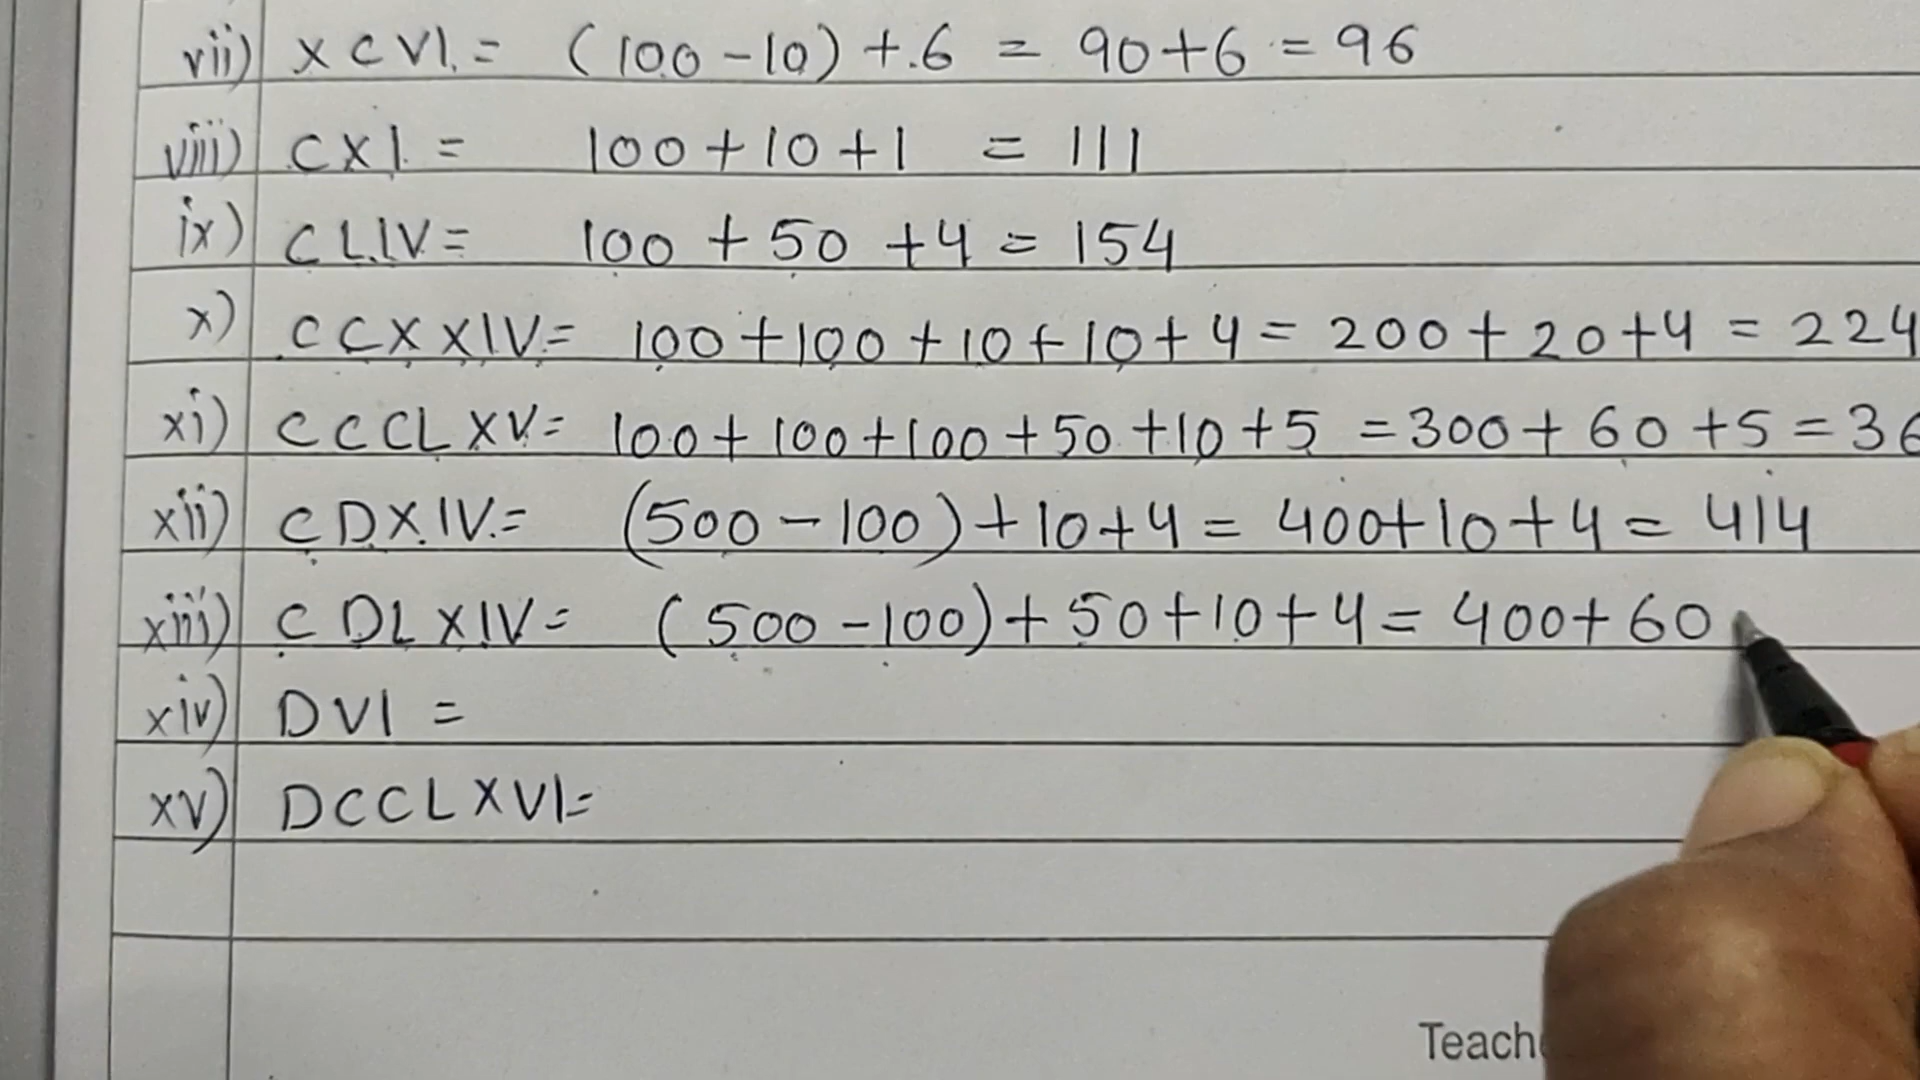 vii) XCVI = (100-10)+6 = 90+6 = 96
viii) CXI = 100+10+1 = 111
ix) CLIV = 100+50+4 = 154
x) CCXXIV = 100+100+10+10+4 = 200+20+4 = 224
xi) CCCLXV = 100+100+100+50+10+5 = 300+60+5 = 36
xii) CDXIV = (500-100)+10+4 = 400+10+4 = 414
xiii) CDLXIV = (500-100)+50+10+4 = 400+60
xiv) DVI =
xv) DCCLXVI =
Teach